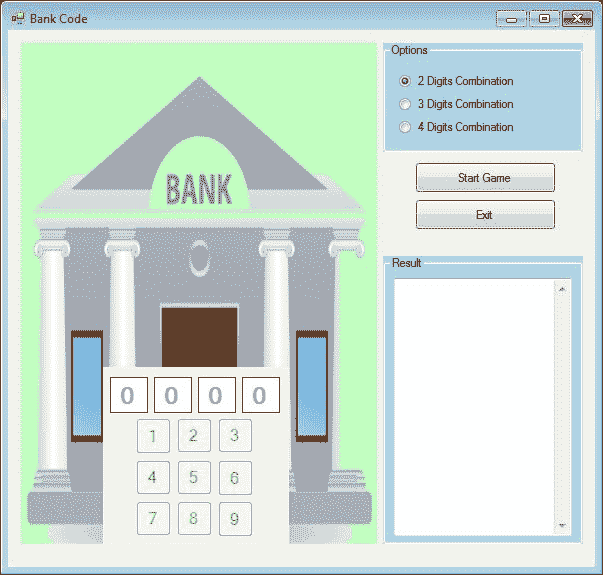 Bank Code
Options
2 Digits Combination
3 Digits Combination
4 Digits Combination
BANK
Start Game
Exit
Result
0 0 0 0
1 2 3
4 5 6
7 8 9